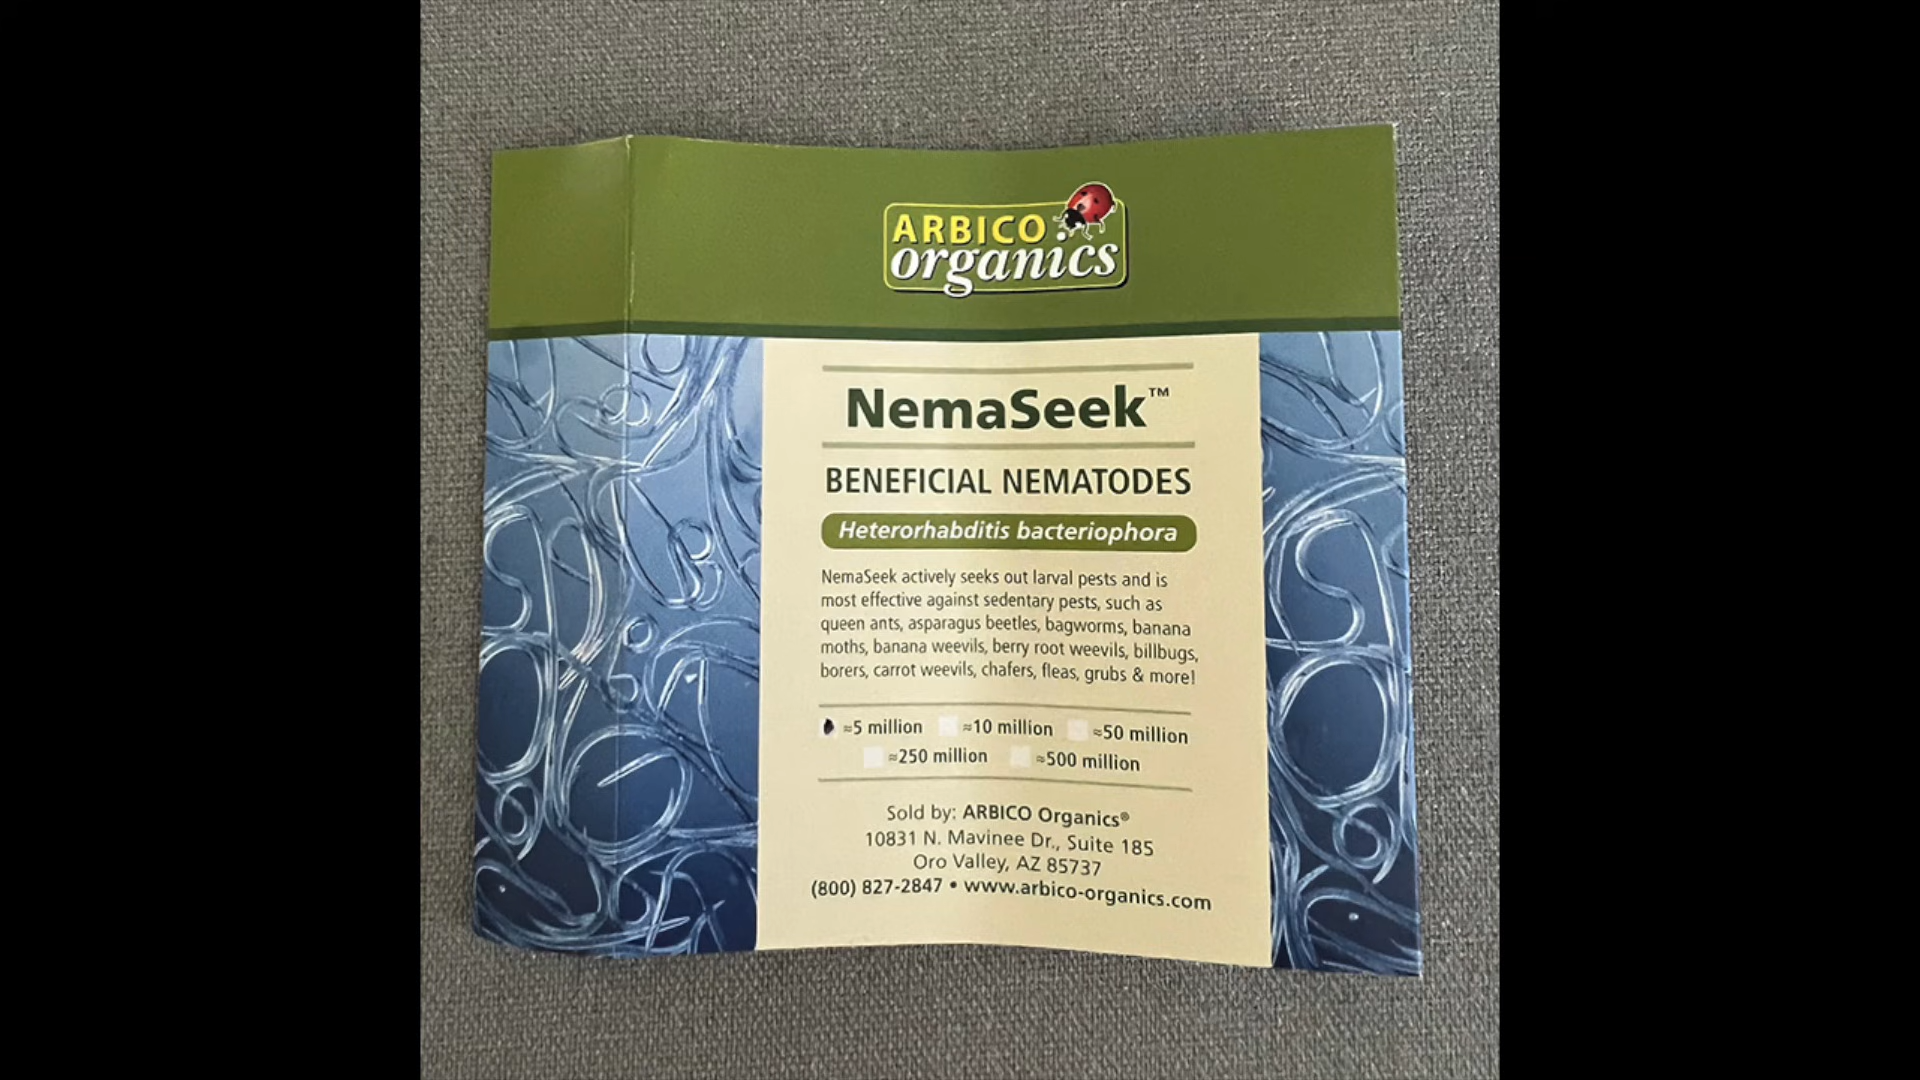 ARBICO
organics
NemaSeek™
BENEFICIAL NEMATODES
Heterorhabditis bacteriophora
NemaSeek actively seeks out larval pests and is
most effective against sedentary pests, such as
queen ants, asparagus beetles, bagworms, banana
moths, banana weevils, berry root weevils, billbugs,
borers, carrot weevils, chafers, fleas, grubs & more!
≈5 million ≈10 million ≈50 million
≈250 million ≈500 million
Sold by: ARBICO Organics®
10831 N. Mavinee Dr., Suite 185
Oro Valley, AZ 85737
(800) 827-2847 • www.arbico-organics.com